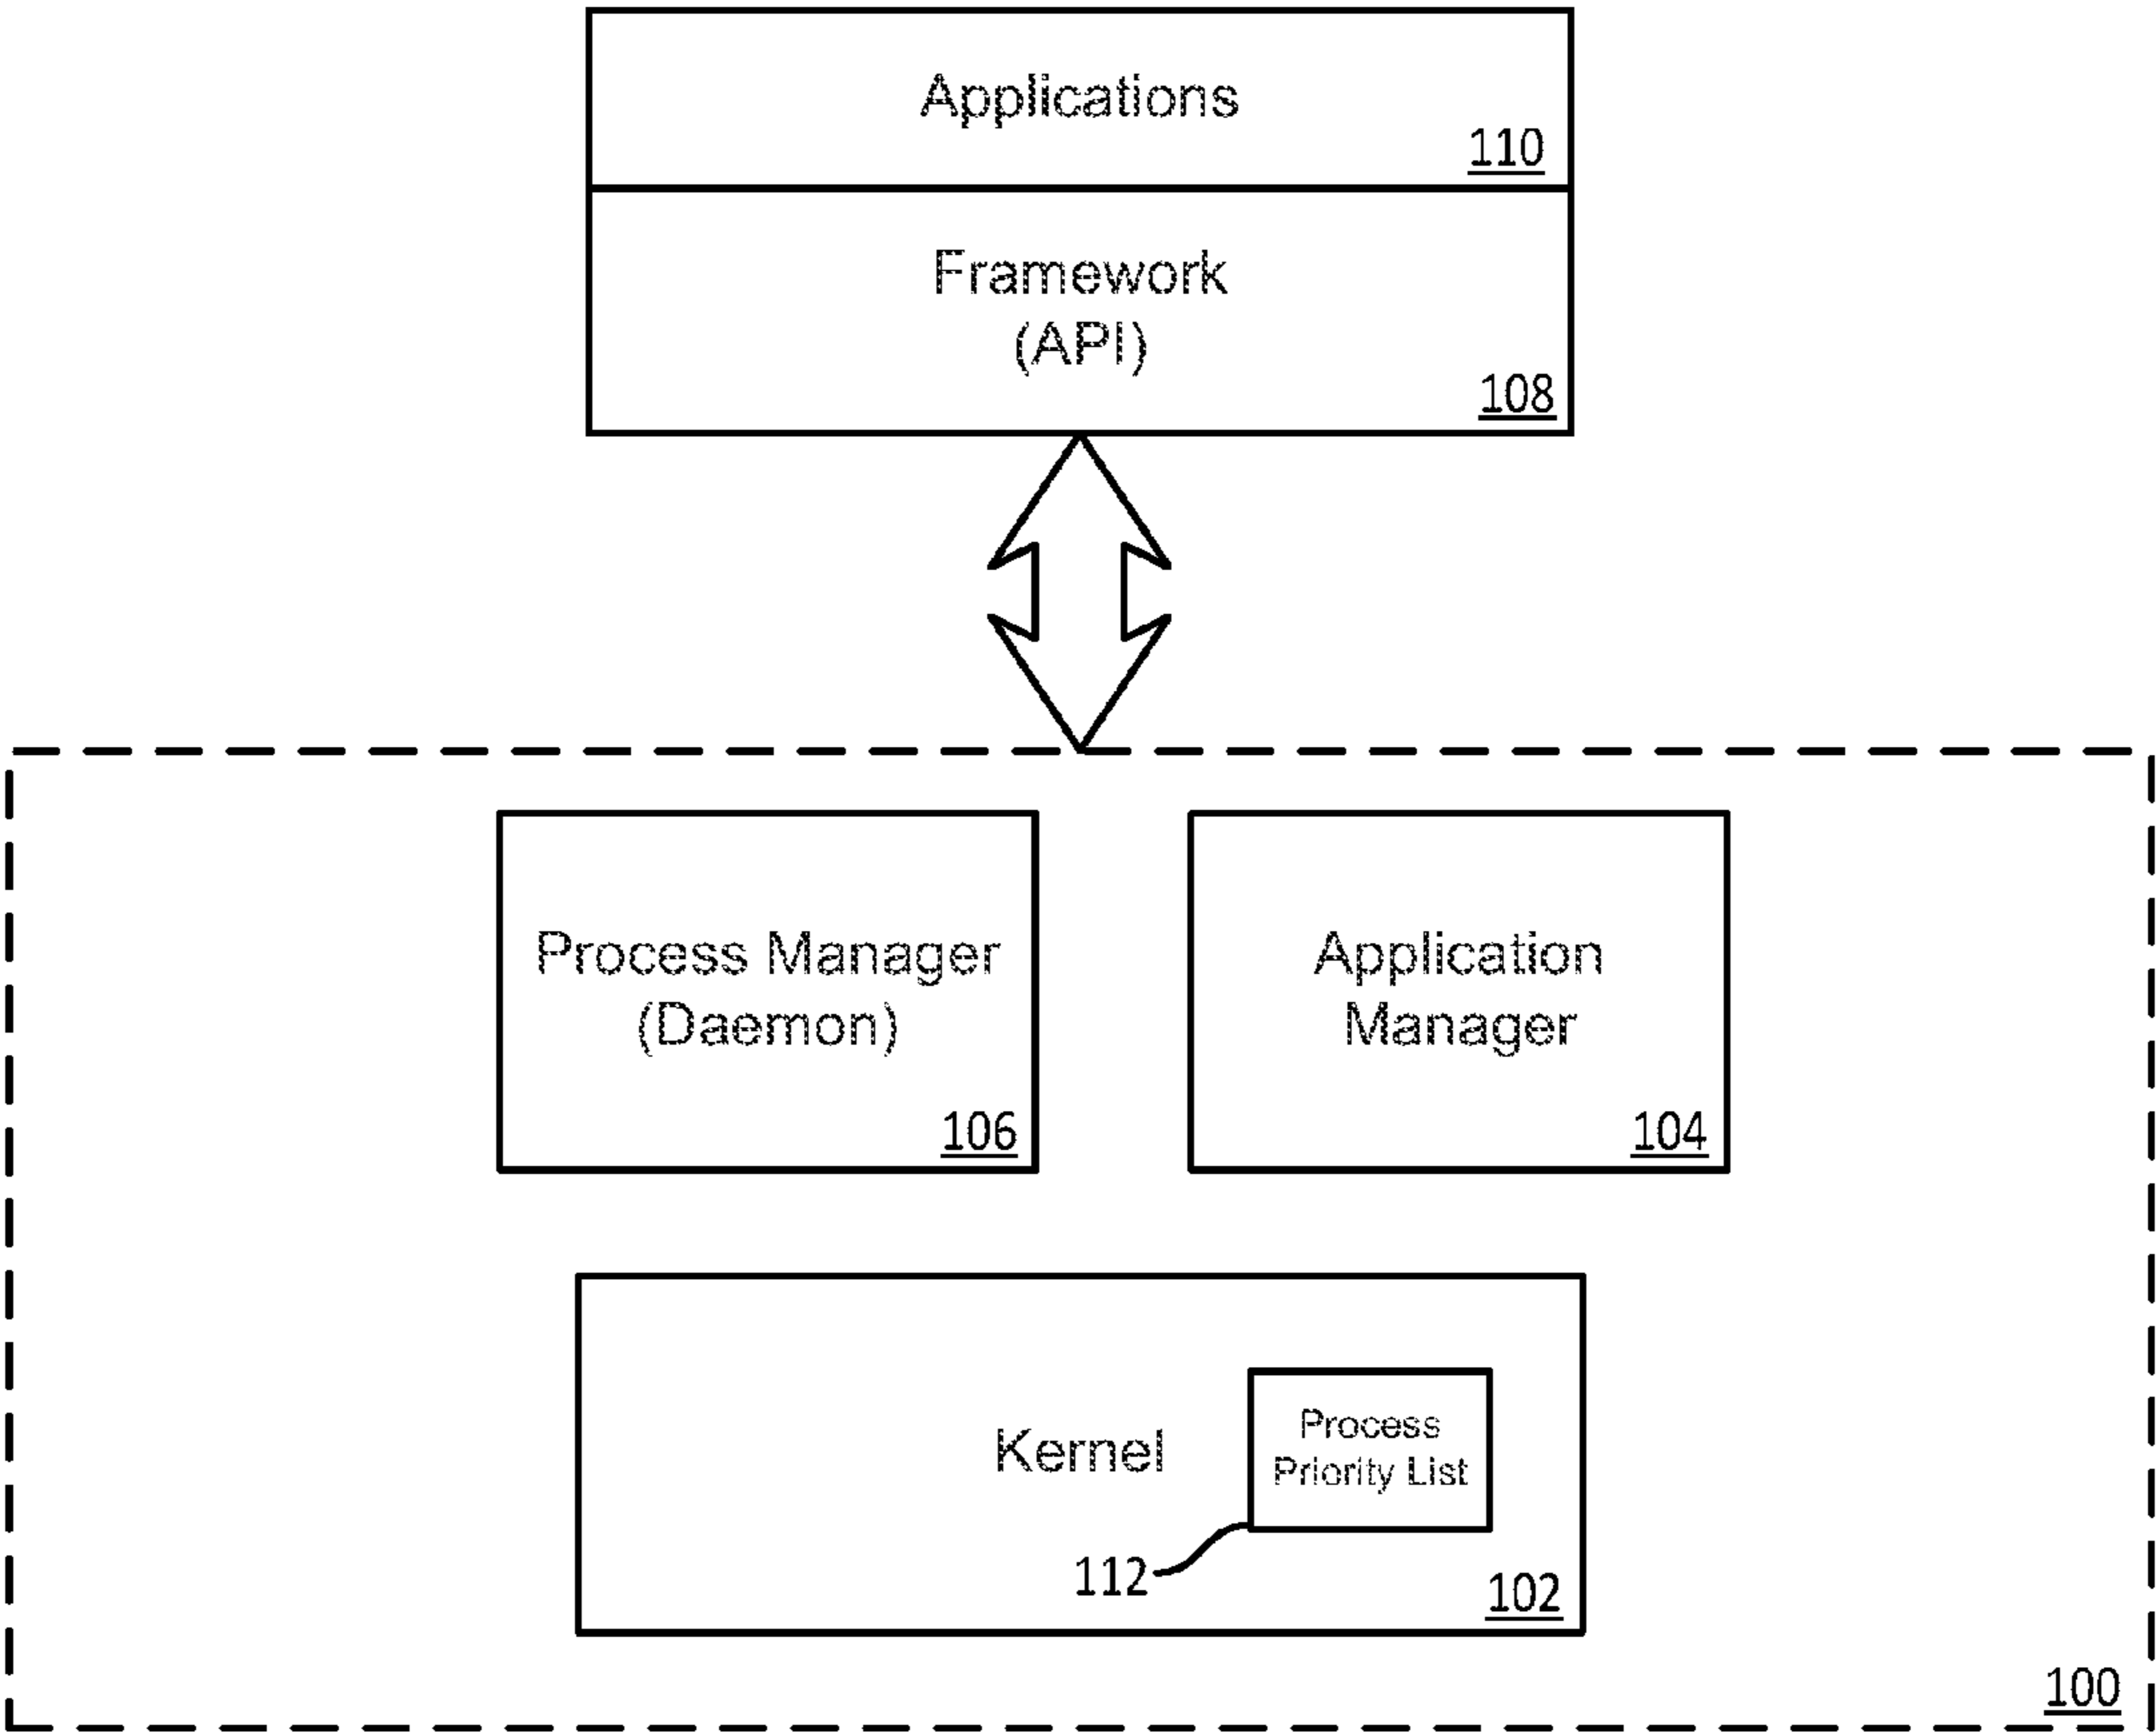 Applications
110
Framework
(API)
108
Process Manager
(Daemon)
106
Application
Manager
104
Kernel
Process
Priority List
112
102
100